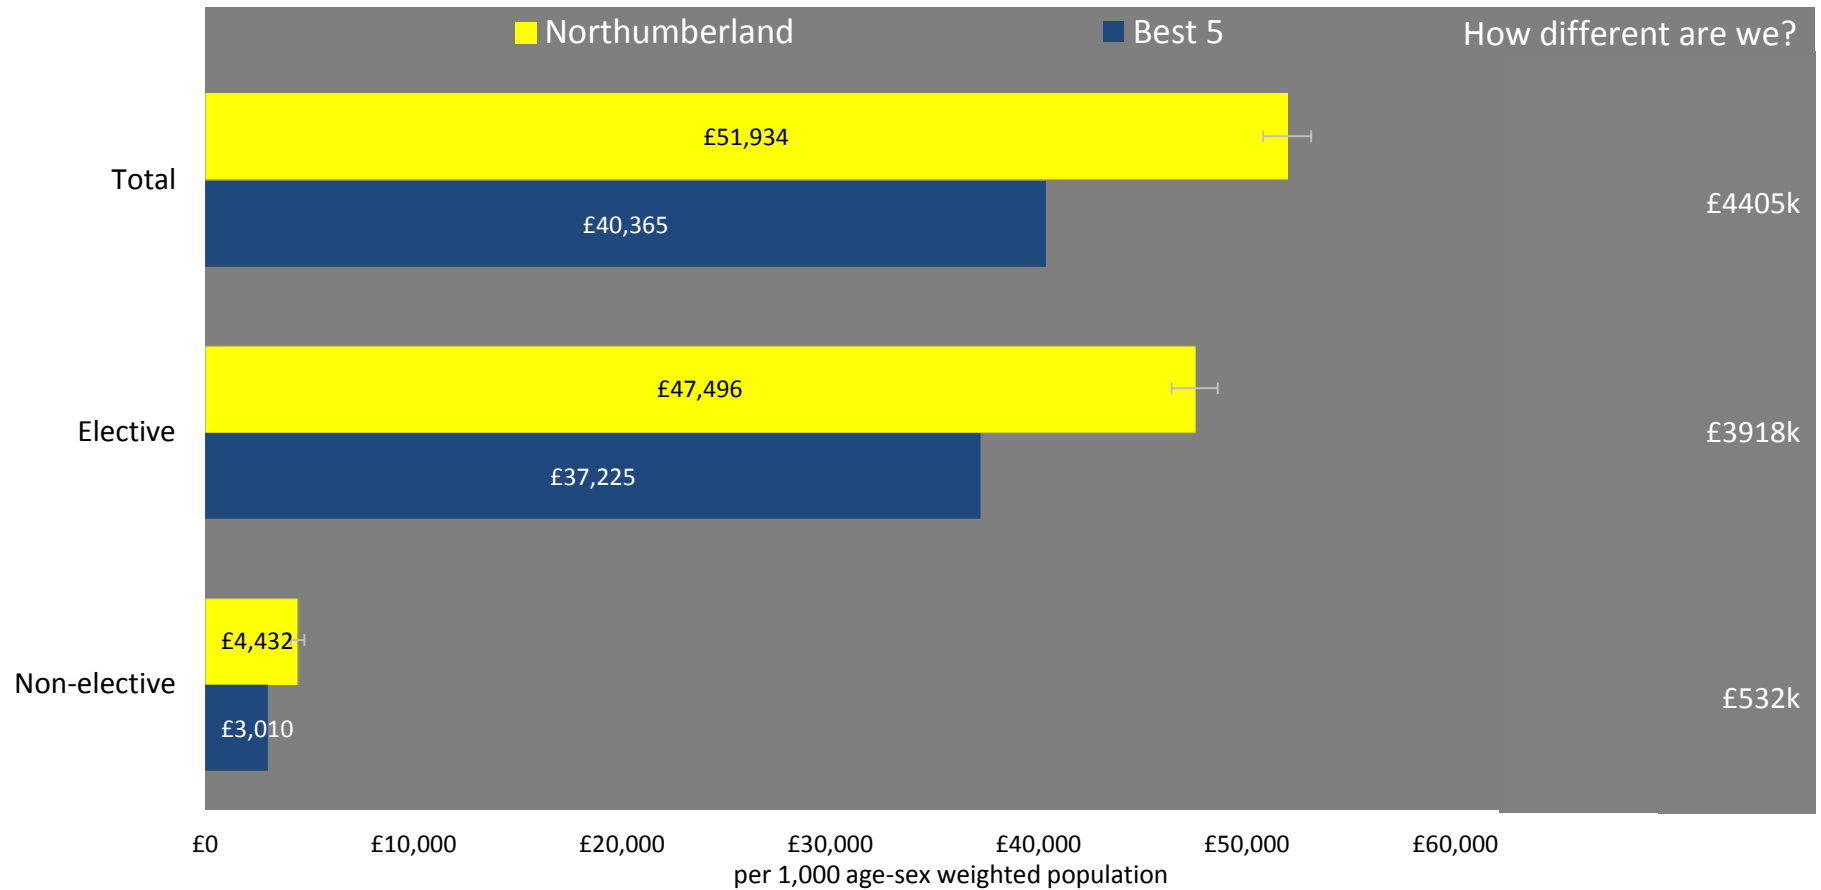 Northumberland Best 5 How different are we?
Total £51,934
£40,365 £4405k
Elective £47,496
£37,225 £3918k
Non-elective £4,432
£3,010 £532k
£0 £10,000 £20,000 £30,000 £40,000 £50,000 £60,000
per 1,000 age-sex weighted population